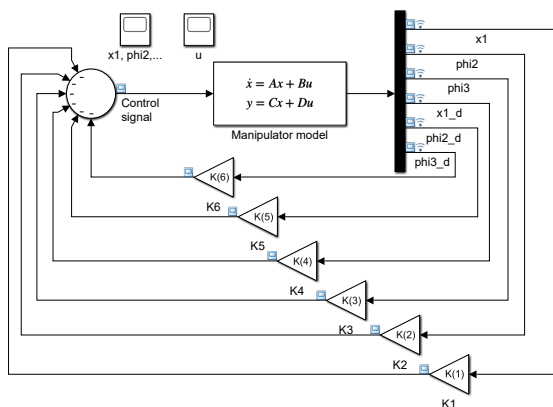 x1, phi2,...
u
x1
phi2
phi3
x1_d
phi2_d
phi3_d
Control
signal
ẋ = Ax + Bu
y = Cx + Du
Manipulator model
K(6)
K6
K(5)
K5
K(4)
K4
K(3)
K3
K(2)
K2
K(1)
K1